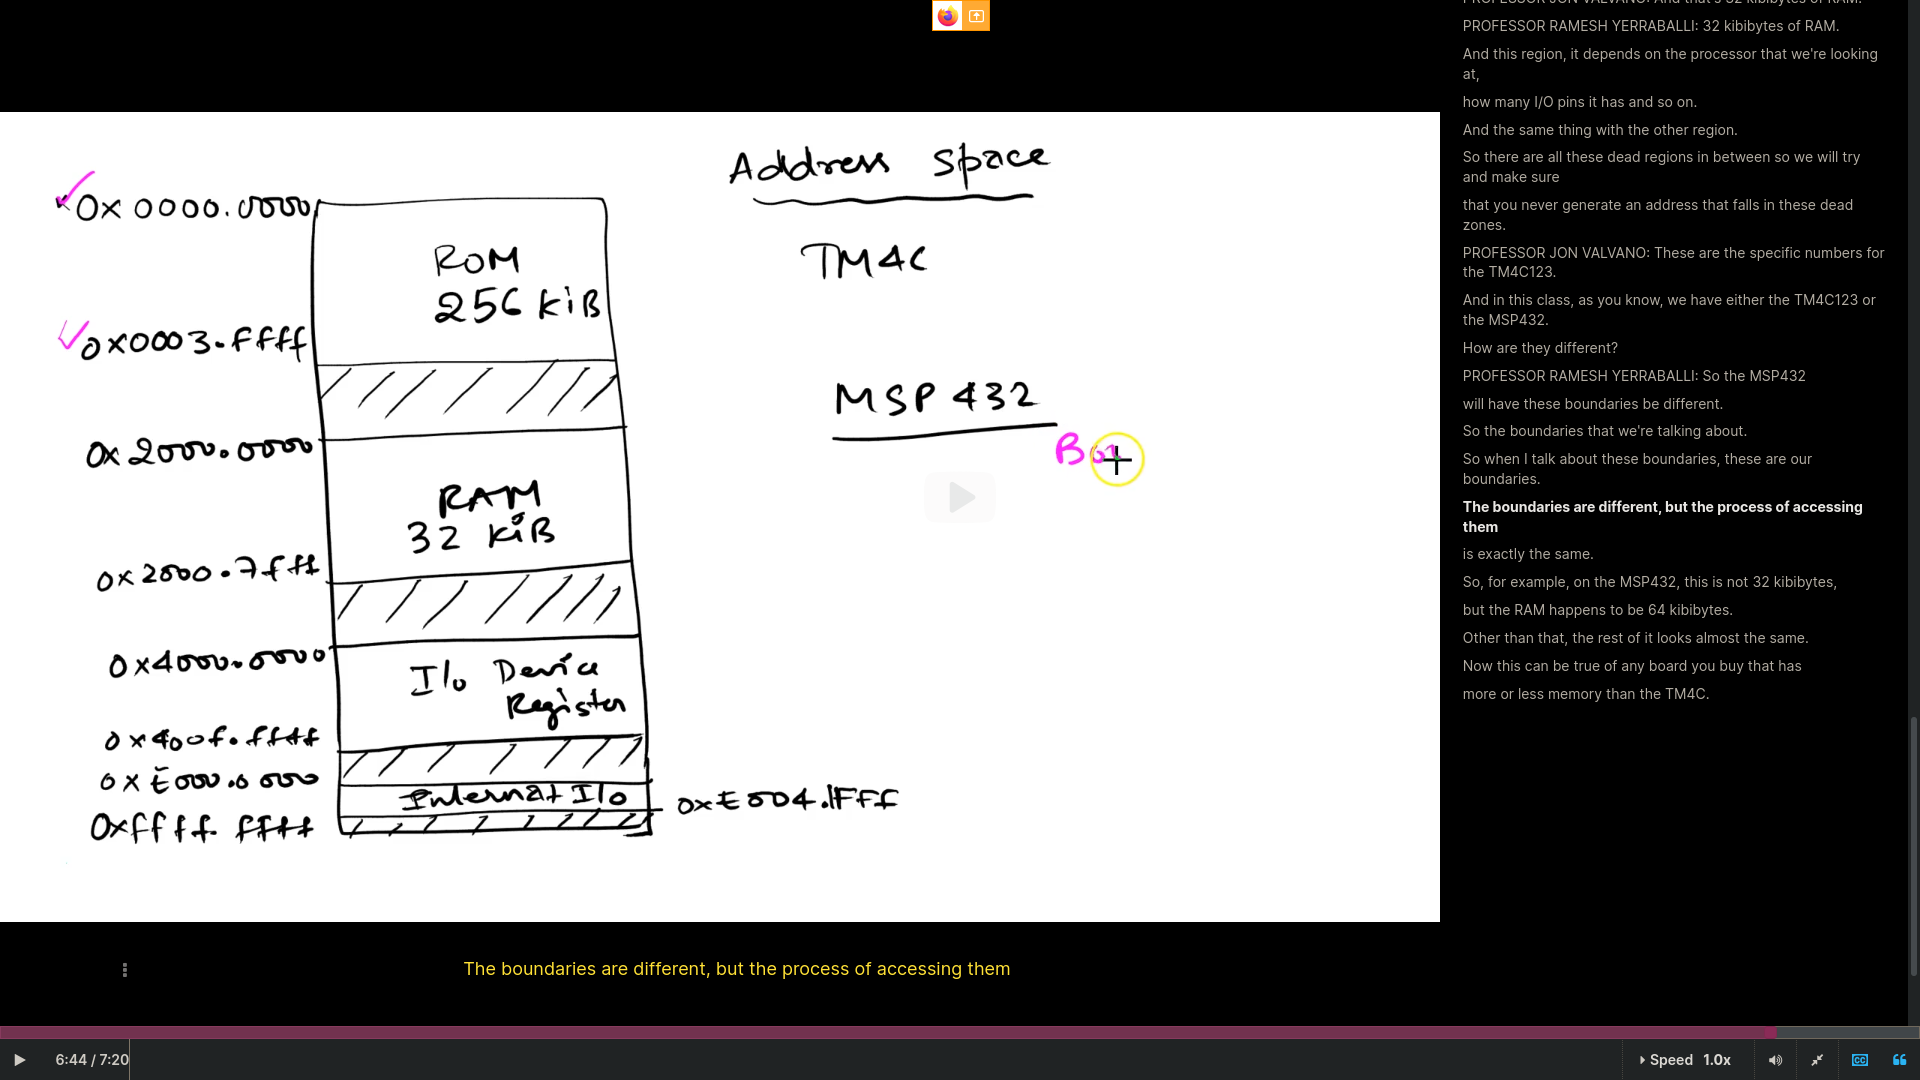 Address Space
0x0000.0000
ROM
256 KiB
TM4C
0x0003.FFFF
MSP432
0x2000.0000
RAM
32 KiB
0x2000.7fff
0x4000.0000
I/o Device
Register
0x400f.ffff
0xE000.0000
Internal I/o
0xE004.1FFF
0xffff.ffff
PROFESSOR RAMESH YERRABALLI: 32 kibibytes of RAM.
And this region, it depends on the processor that we're looking
at,
how many I/O pins it has and so on.
And the same thing with the other region.
So there are all these dead regions in between so we will try
and make sure
that you never generate an address that falls in these dead
zones.
PROFESSOR JON VALVANO: These are the specific numbers for
the TM4C123.
And in this class, as you know, we have either the TM4C123 or
the MSP432.
How are they different?
PROFESSOR RAMESH YERRABALLI: So the MSP432
will have these boundaries be different.
So the boundaries that we're talking about.
So when I talk about these boundaries, these are our
boundaries.
The boundaries are different, but the process of accessing
them
is exactly the same.
So, for example, on the MSP432, this is not 32 kibibytes,
but the RAM happens to be 64 kibibytes.
Other than that, the rest of it looks almost the same.
Now this can be true of any board you buy that has
more or less memory than the TM4C.
The boundaries are different, but the process of accessing them
6:44 / 7:20
Speed 1.0x
CC